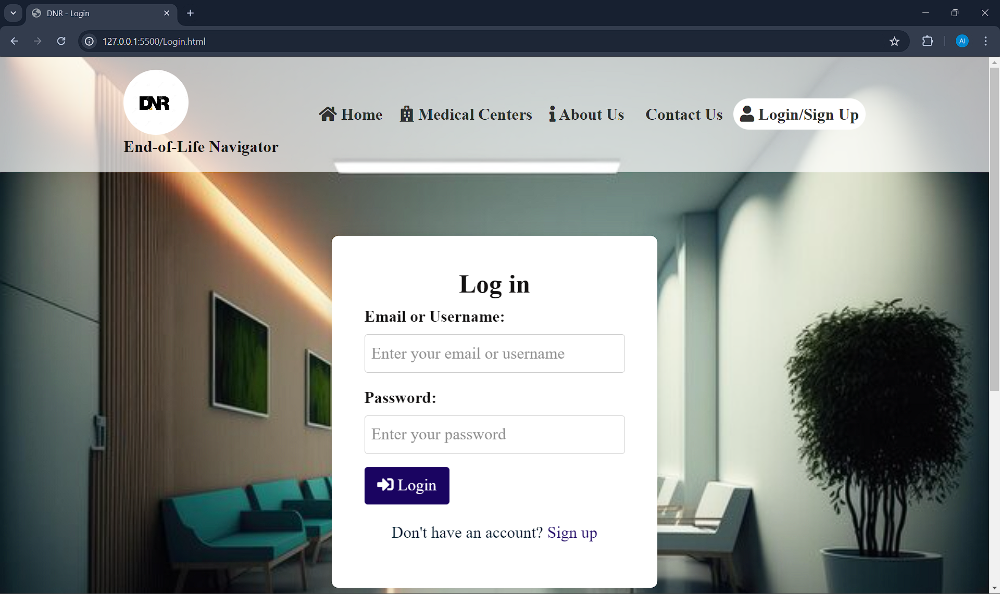 DNR - Login
127.0.0.1:5500/Login.html
AI
DNR
End-of-Life Navigator
Home
Medical Centers
About Us
Contact Us
Login/Sign Up
Log in
Email or Username:
Enter your email or username
Password:
Enter your password
Login
Don't have an account? Sign up